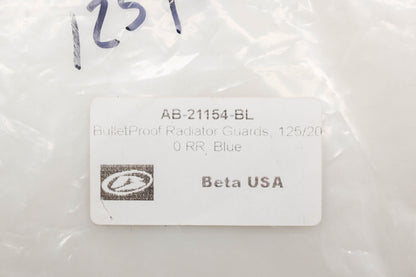 125
AB-21154-BL
BulletProof Radiator Guards, 125/20
0 RR, Blue
Beta USA